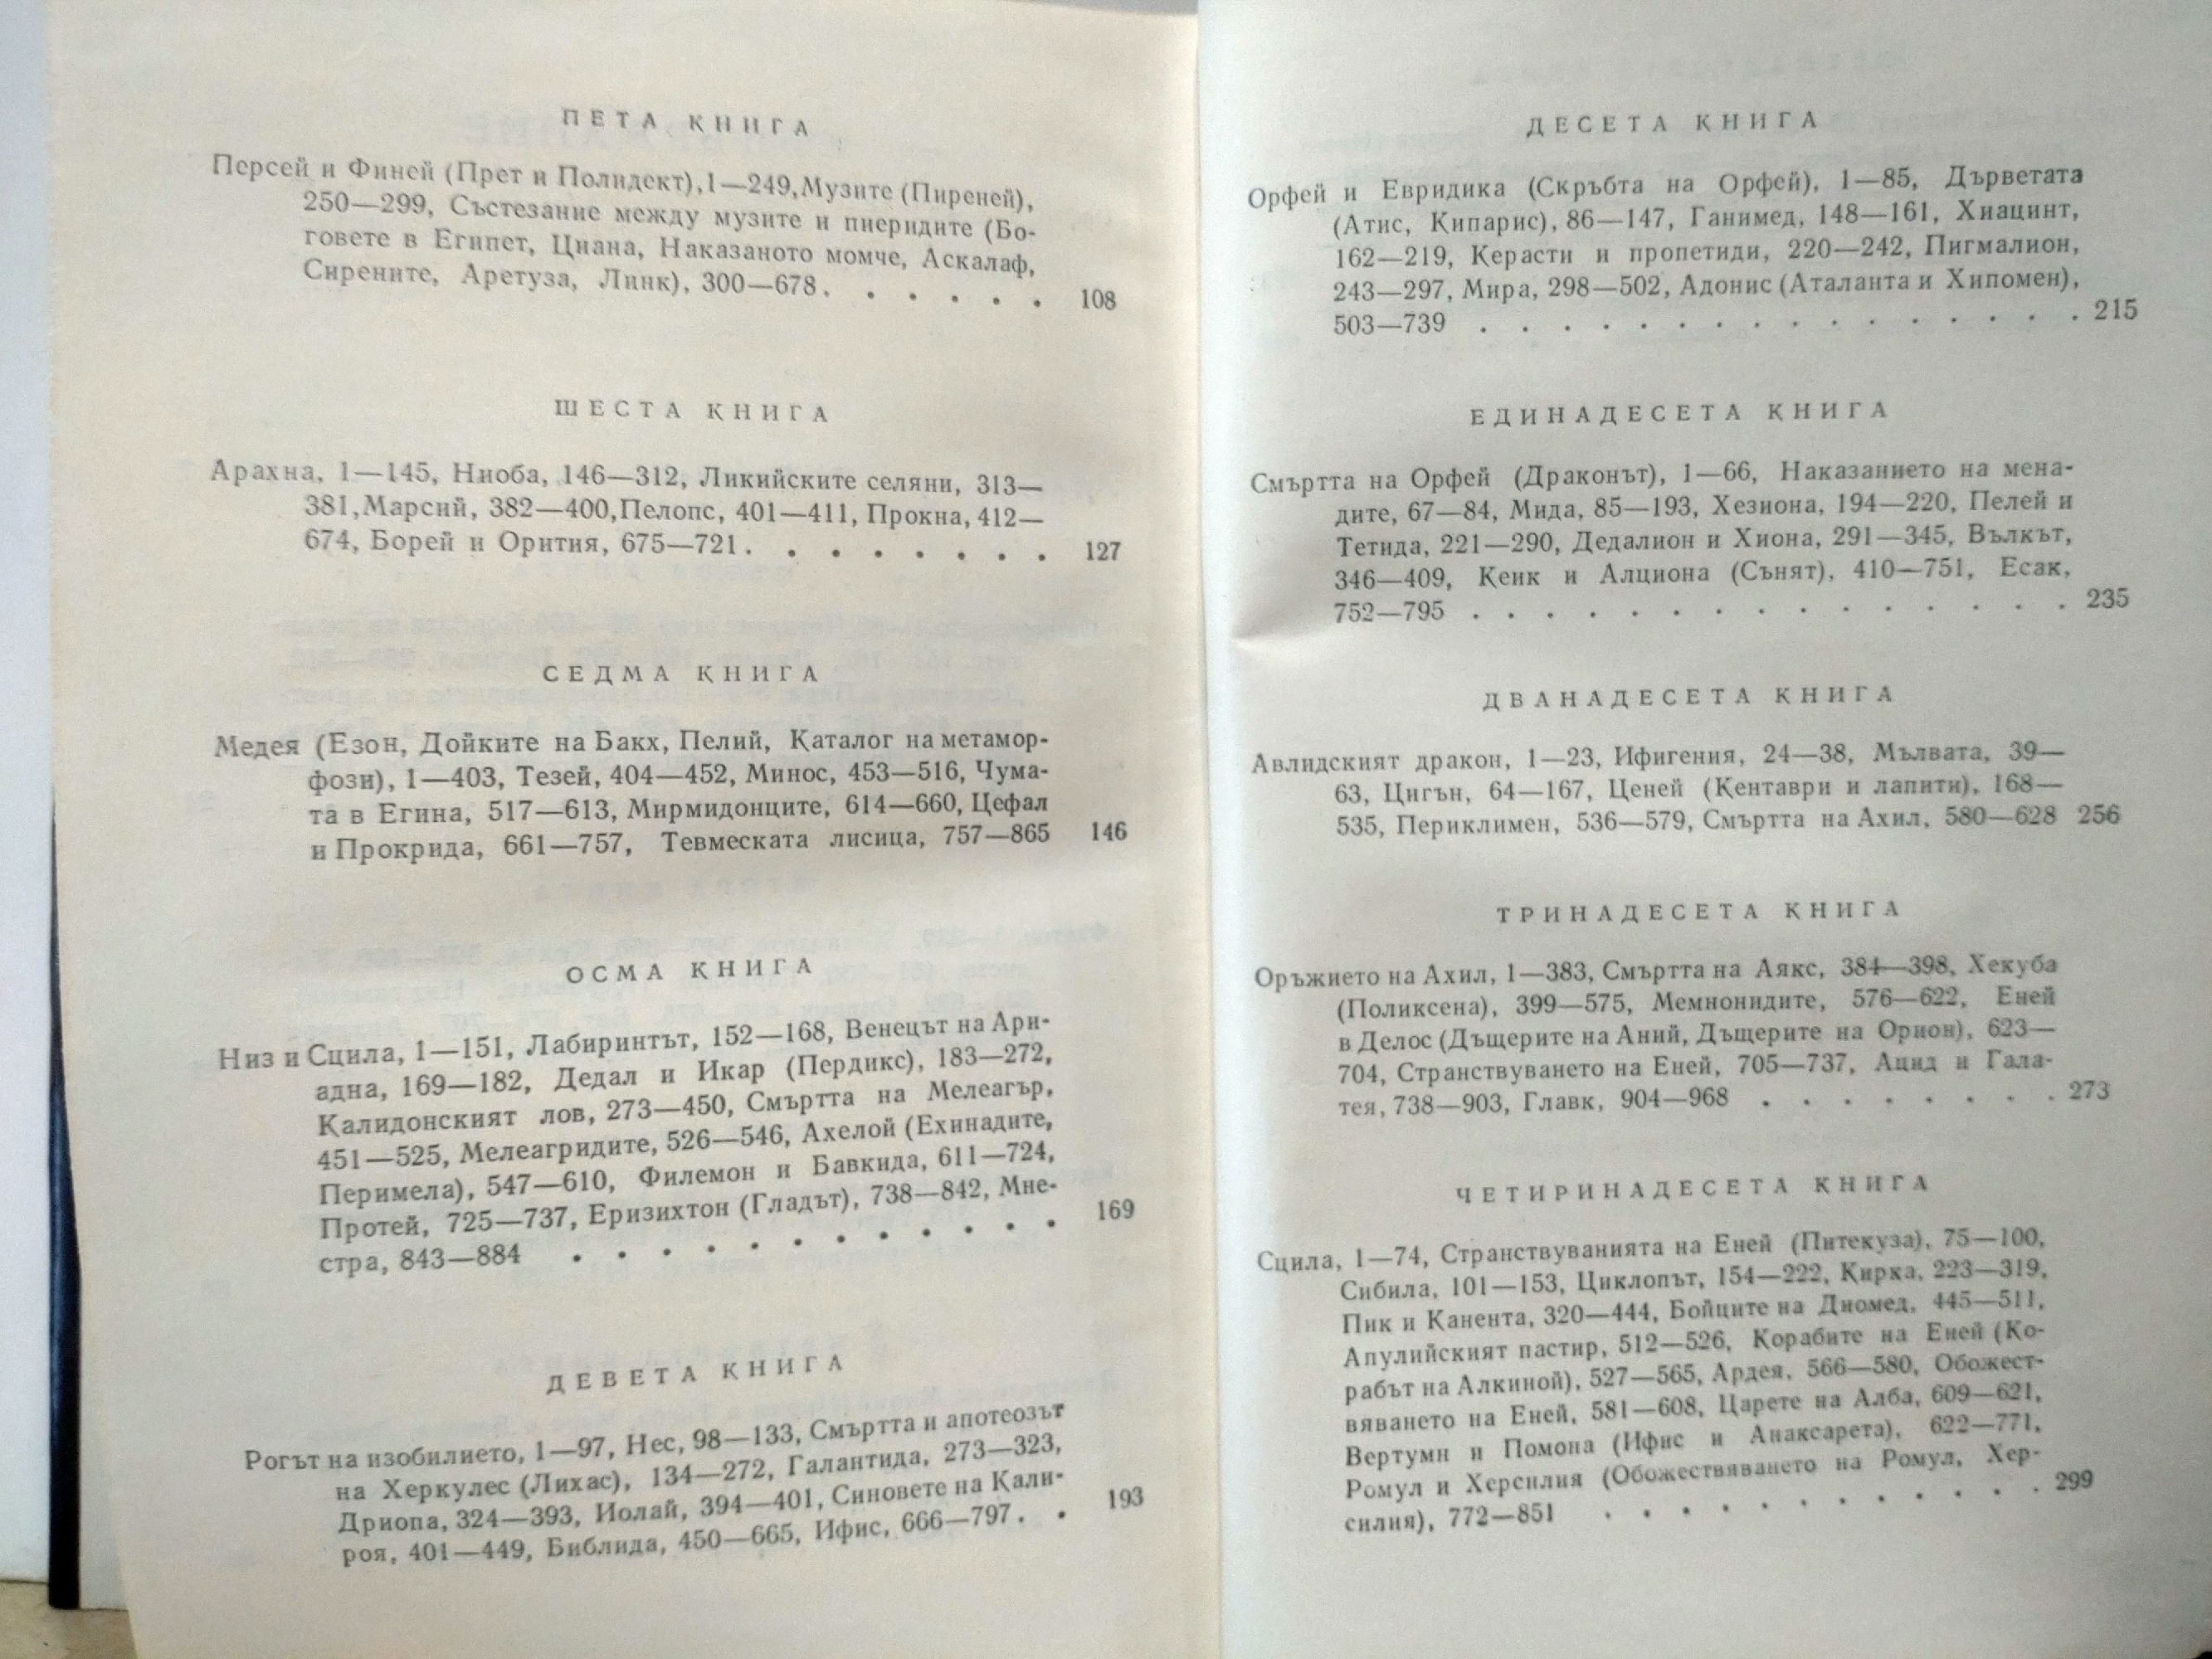 ПЕТА КНИГА
Персей и Финей (Прет и Полидект), 1—249, Музите (Пиреней),
250—299, Състезание между музите и пиеридите (Бо-
говете в Египет, Циана, Наказаното момче, Аскалаф,
Сирените, Аретуза, Линк), 300—678. . . . . . 108
ШЕСТА КНИГА
Арахна, 1—145, Ниоба, 146—312, Ликийските селяни, 313—
381, Марсий, 382—400, Пелопс, 401—411, Прокна, 412—
674, Борей и Орития, 675—721. . . . . . . . 127
СЕДМА КНИГА
Медея (Езон, Дойките на Бакх, Пелий, Каталог на метамор-
фози), 1—403, Тезей, 404—452, Минос, 453—516, Чума-
та в Егина, 517—613, Мирмидонците, 614—660, Цефал
и Прокрида, 661—757, Тевмеската лисица, 757—865 146
ОСМА КНИГА
Низ и Сцила, 1—151, Лабиринтът, 152—168, Венецът на Ари-
адна, 169—182, Дедал и Икар (Пердикс), 183—272,
Калидонският лов, 273—450, Смъртта на Мелеагър,
451—525, Мелеагридите, 526—546, Ахелой (Ехинадите,
Перимела), 547—610, Филемон и Бавкида, 611—724,
Протей, 725—737, Еризихтон (Гладът), 738—842, Мне-
стра, 843—884 . . . . . . . . . . . . 169
ДЕВЕТА КНИГА
Рогът на изобилието, 1—97, Нес, 98—133, Смъртта и апотеозът
на Херкулес (Лихас), 134—272, Галантида, 273—323,
Дриопа, 324—393, Иолай, 394—401, Синовете на Кали-
роя, 401—449, Библида, 450—665, Ифис, 666—797. . 193
ДЕСЕТА КНИГА
Орфей и Евридика (Скръбта на Орфей), 1—85, Дърветата
(Атис, Кипарис), 86—147, Ганимед, 148—161, Хиацинт,
162—219, Керасти и пропетиди, 220—242, Пигмалион,
243—297, Мира, 298—502, Адонис (Аталанта и Хипомен),
503—739 . . . . . . . . . . . . . . . . 215
ЕДИНАДЕСЕТА КНИГА
Смъртта на Орфей (Драконът), 1—66, Наказанието на мена-
дите, 67—84, Мида, 85—193, Хезиона, 194—220, Пелей и
Тетида, 221—290, Дедалион и Хиона, 291—345, Вълкът,
346—409, Кеик и Алциона (Сънят), 410—751, Есак,
752—795 . . . . . . . . . . . . . . . . 235
ДВАНАДЕСЕТА КНИГА
Авлидският дракон, 1—23, Ифигения, 24—38, Мълвата, 39—
63, Цигън, 64—167, Ценей (Кентаври и лапити), 168—
535, Периклимен, 536—579, Смъртта на Ахил, 580—628 256
ТРИНАДЕСЕТА КНИГА
Оръжието на Ахил, 1—383, Смъртта на Аякс, 384—398, Хекуба
(Поликсена), 399—575, Мемнонидите, 576—622, Еней
в Делос (Дъщерите на Аний, Дъщерите на Орион), 623—
704, Странствуването на Еней, 705—737, Ацид и Гала-
тея, 738—903, Главк, 904—968 . . . . . . . . 273
ЧЕТИРИНАДЕСЕТА КНИГА
Сцила, 1—74, Странствуванията на Еней (Питекуза), 75—100,
Сибила, 101—153, Циклопът, 154—222, Кирка, 223—319,
Пик и Канента, 320—444, Бойците на Диомед, 445—511,
Апулийският пастир, 512—526, Корабите на Еней (Ко-
рабът на Алкиной), 527—565, Ардея, 566—580, Обожест-
вяването на Еней, 581—608, Царете на Алба, 609—621,
Вертумн и Помона (Ифис и Анаксарета), 622—771,
Ромул и Херсилия (Обожествяването на Ромул, Хер-
силия), 772—851 . . . . . . . . . . . . 299